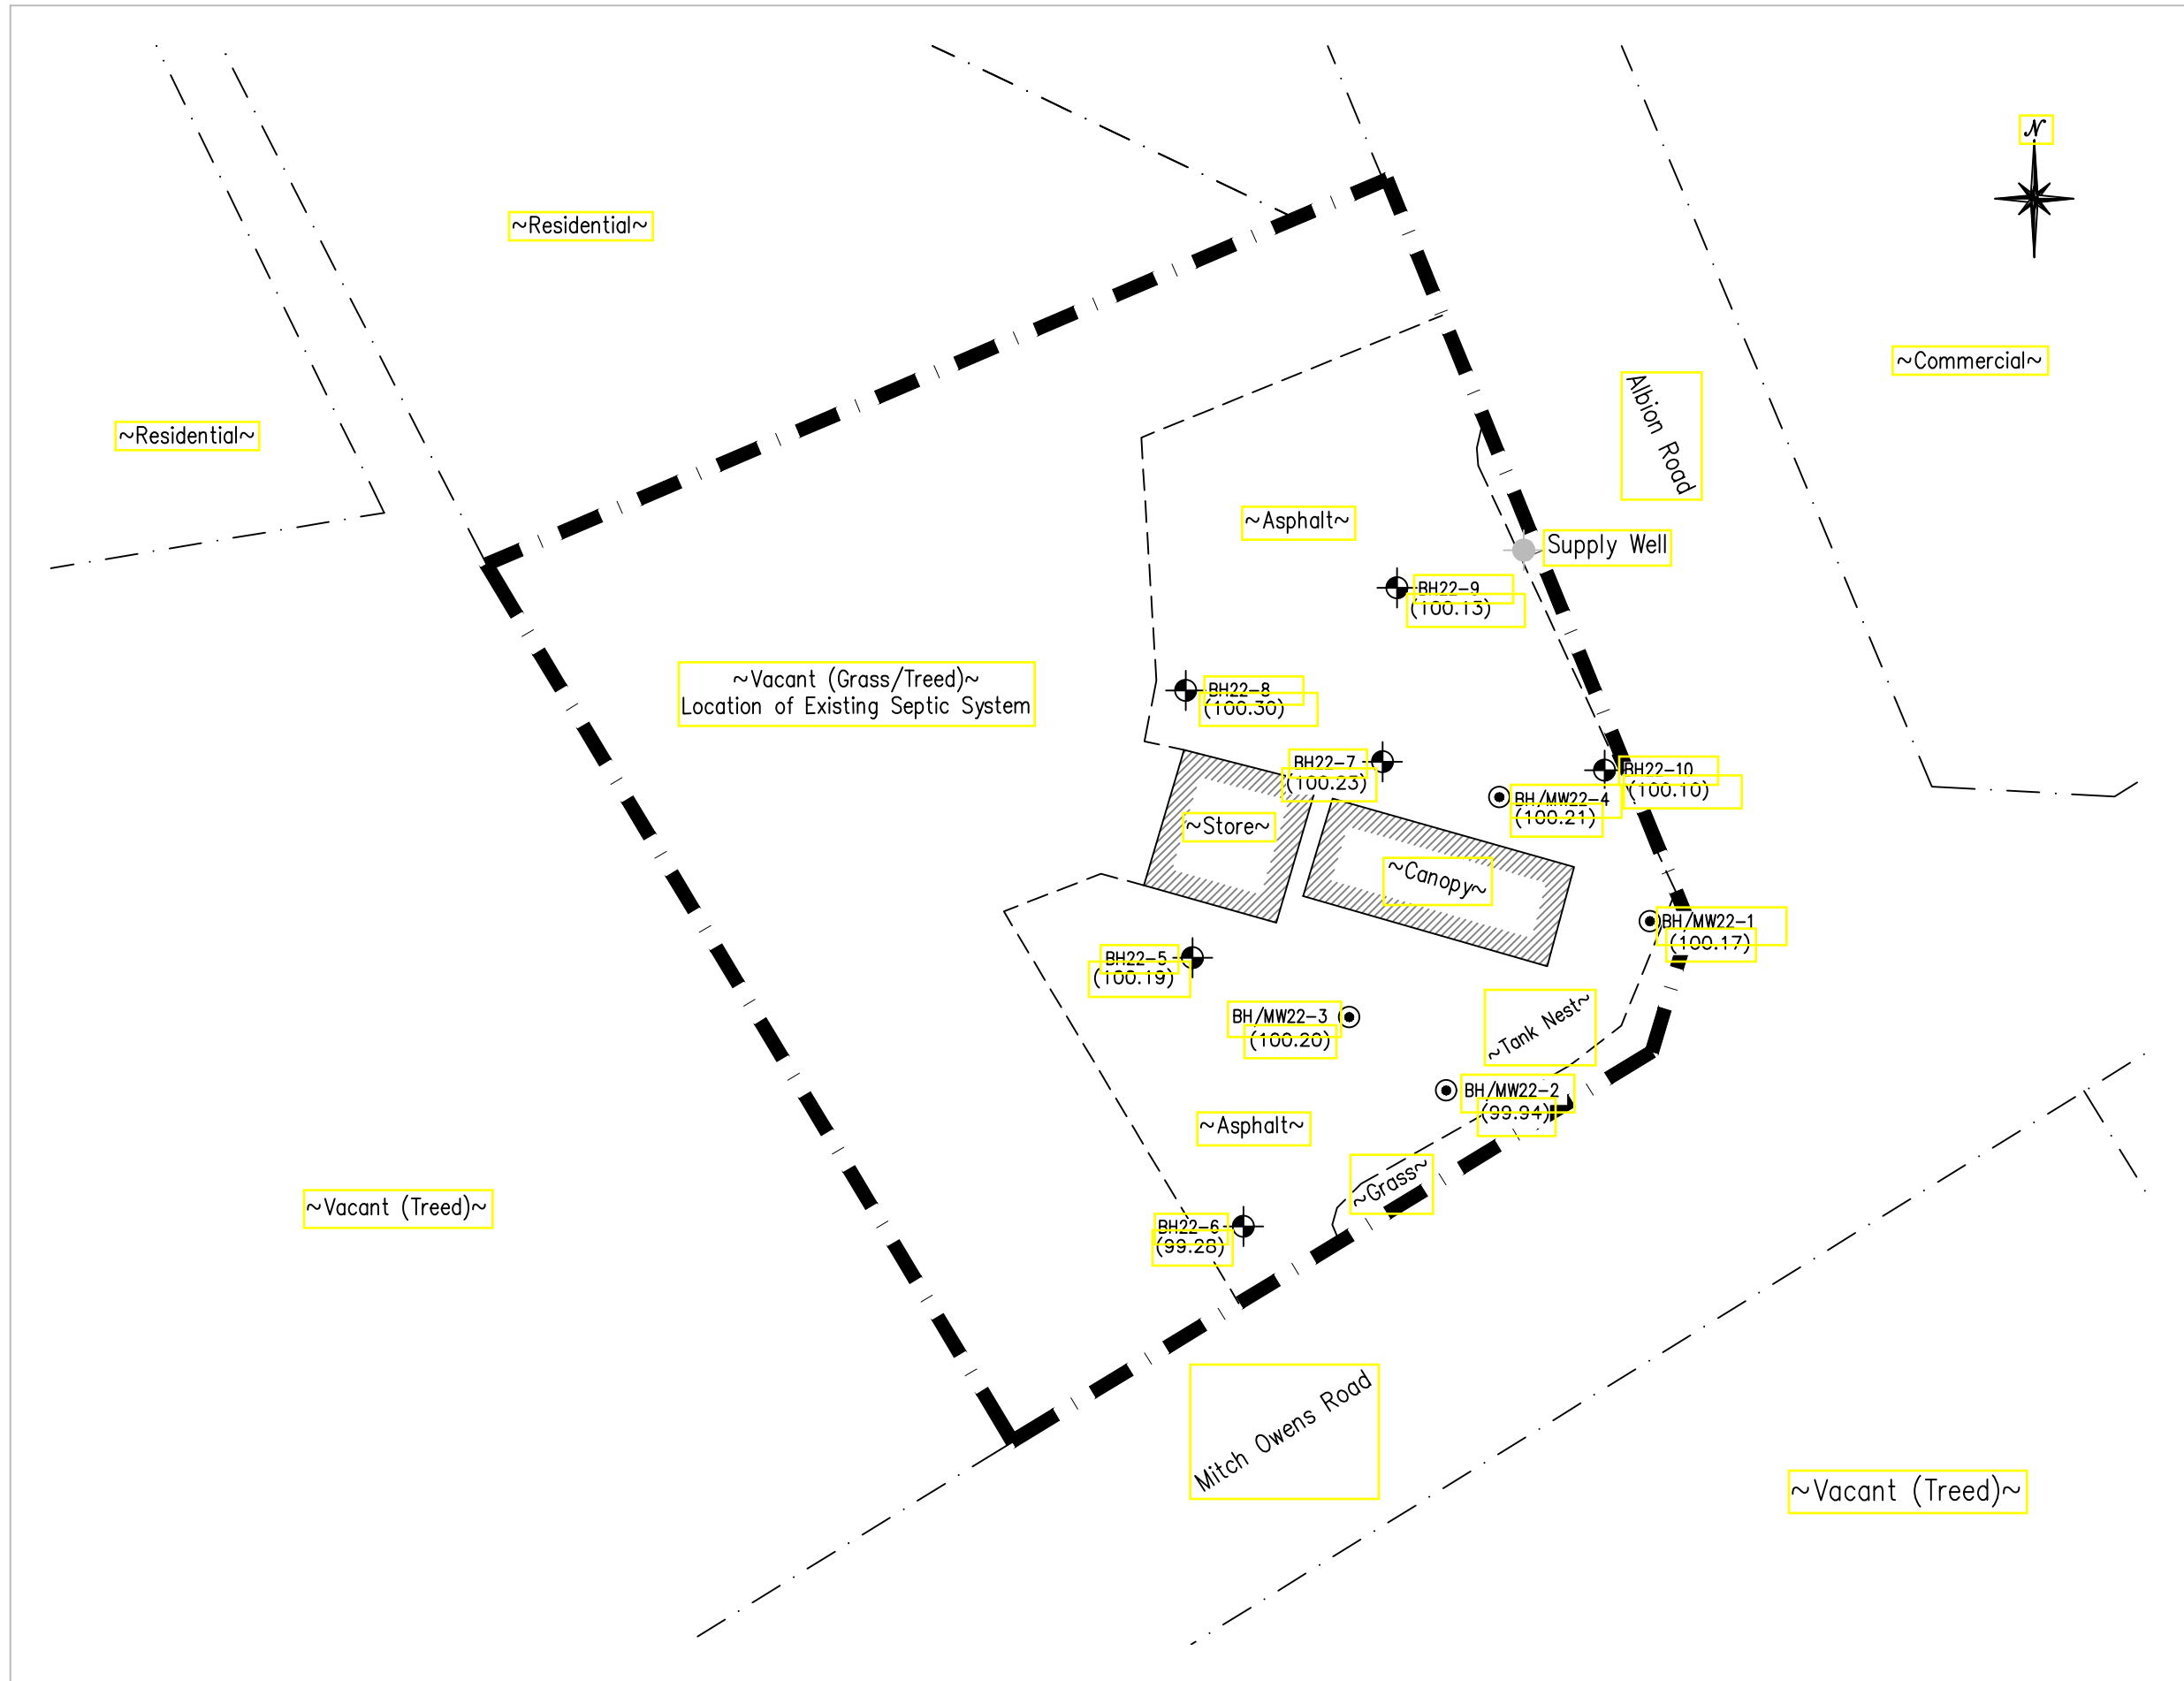 N
~Residential~
~Commercial~
Albion Road
~Residential~
~Asphalt~
Supply Well
BH22-9
(100.13)
~Vacant (Grass/Treed)~
Location of Existing Septic System
BH22-8
(100.30)
BH22-7
(100.23)
BH22-10
(100.10)
BH/MW22-4
(100.21)
~Store~
~Canopy~
BH/MW22-1
(100.17)
BH22-5
(100.19)
BH/MW22-3
(100.20)
~Tank Nest~
BH/MW22-2
(99.94)
~Asphalt~
~Grass~
~Vacant (Treed)~
BH22-6
(99.28)
Mitch Owens Road
~Vacant (Treed)~